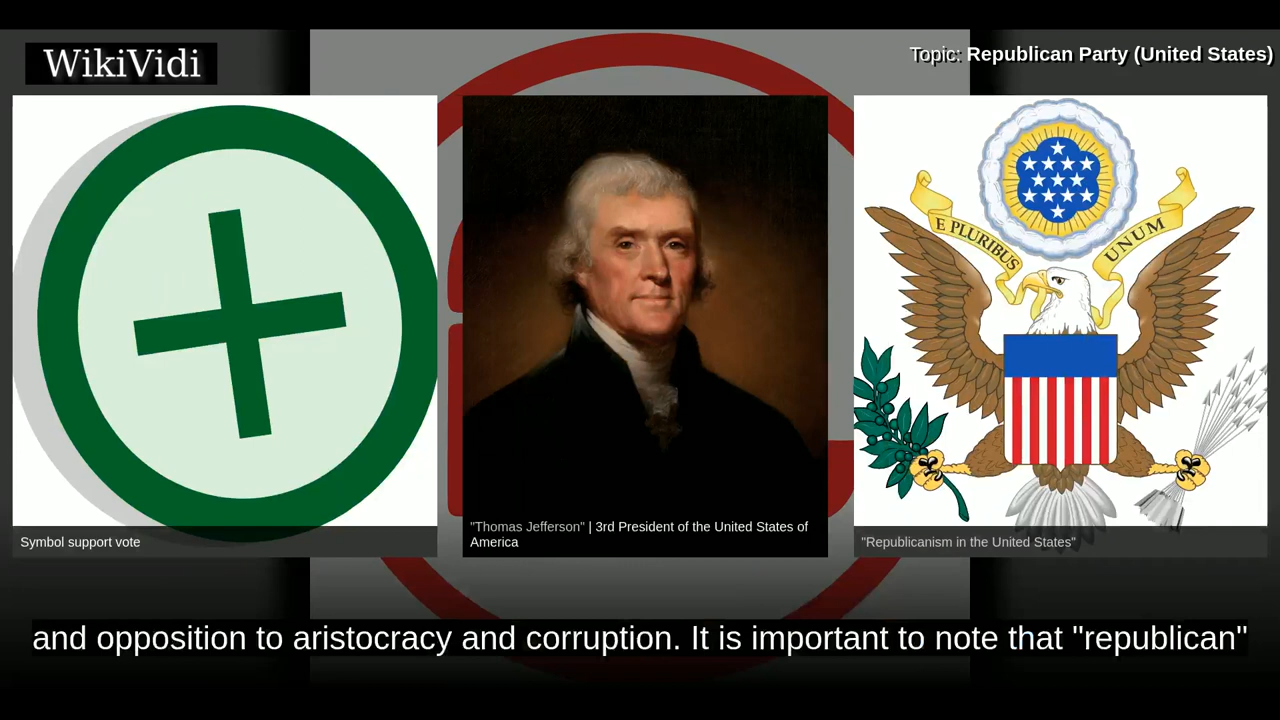 WikiVidi
Topic: Republican Party (United States)
E PLURIBUS UNUM
Symbol support vote
"Thomas Jefferson" | 3rd President of the United States of
America
"Republicanism in the United States"
and opposition to aristocracy and corruption. It is important to note that "republican"